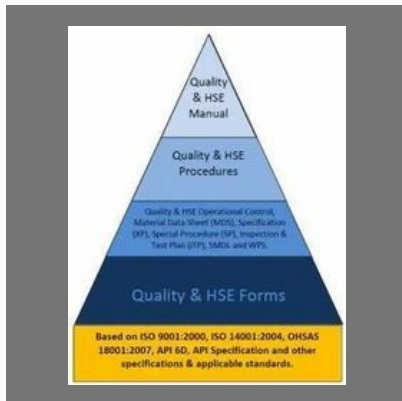 Quality
& HSE
Manual
Quality & HSE
Procedures
Quality & HSE Operational Control,
Material Data Sheet (MDS), Specification
(XP), Special Procedure (SP), Inspection &
Test Plan (ITP), SMDL and WPS.
Quality & HSE Forms
Based on ISO 9001:2000, ISO 14001:2004, OHSAS
18001:2007, API 6D, API Specification and other
specifications & applicable standards.